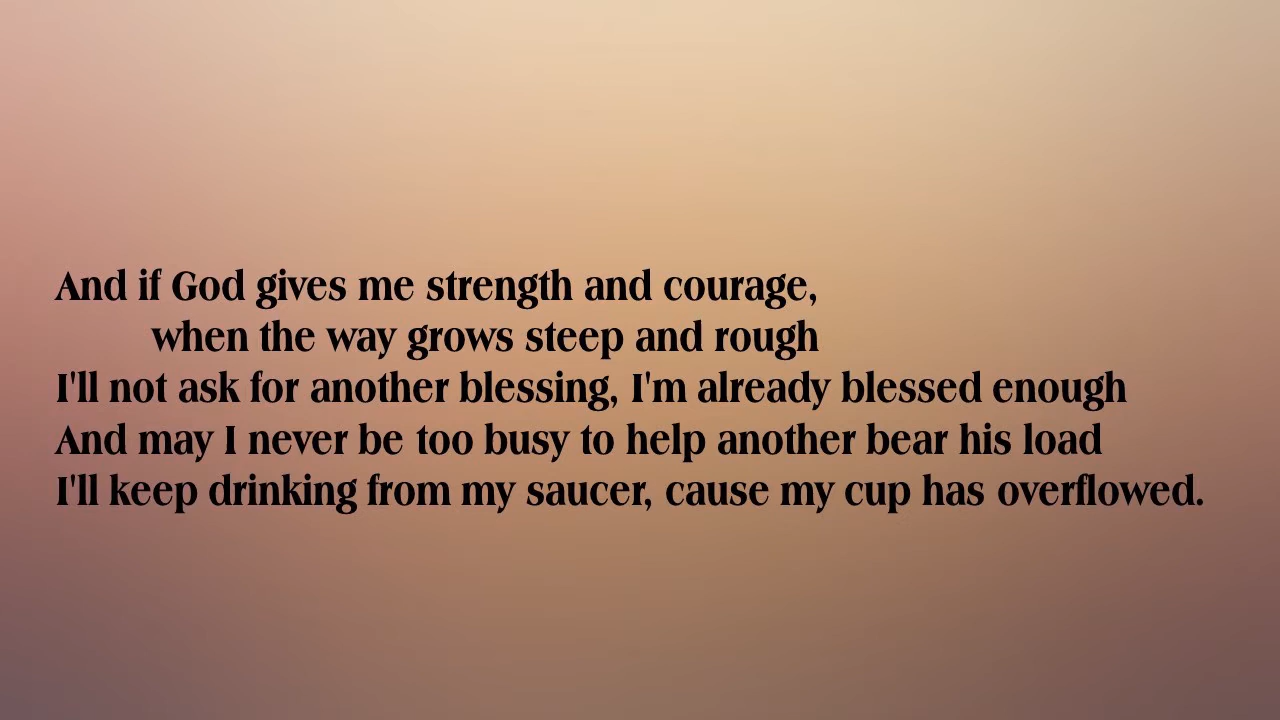 And if God gives me strength and courage,
when the way grows steep and rough
I'll not ask for another blessing, I'm already blessed enough
And may I never be too busy to help another bear his load
I'll keep drinking from my saucer, cause my cup has overflowed.